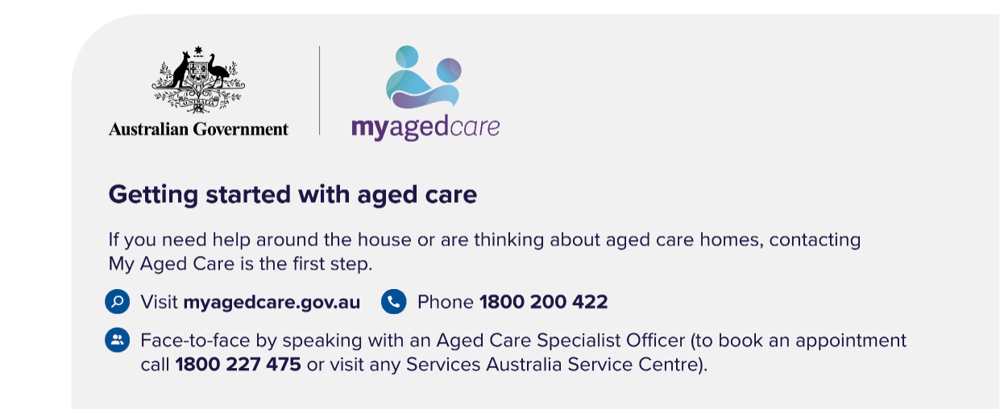 AUSTRALIA
Australian Government
myagedcare
Getting started with aged care
If you need help around the house or are thinking about aged care homes, contacting
My Aged Care is the first step.
Visit myagedcare.gov.au Phone 1800 200 422
Face-to-face by speaking with an Aged Care Specialist Officer (to book an appointment
call 1800 227 475 or visit any Services Australia Service Centre).